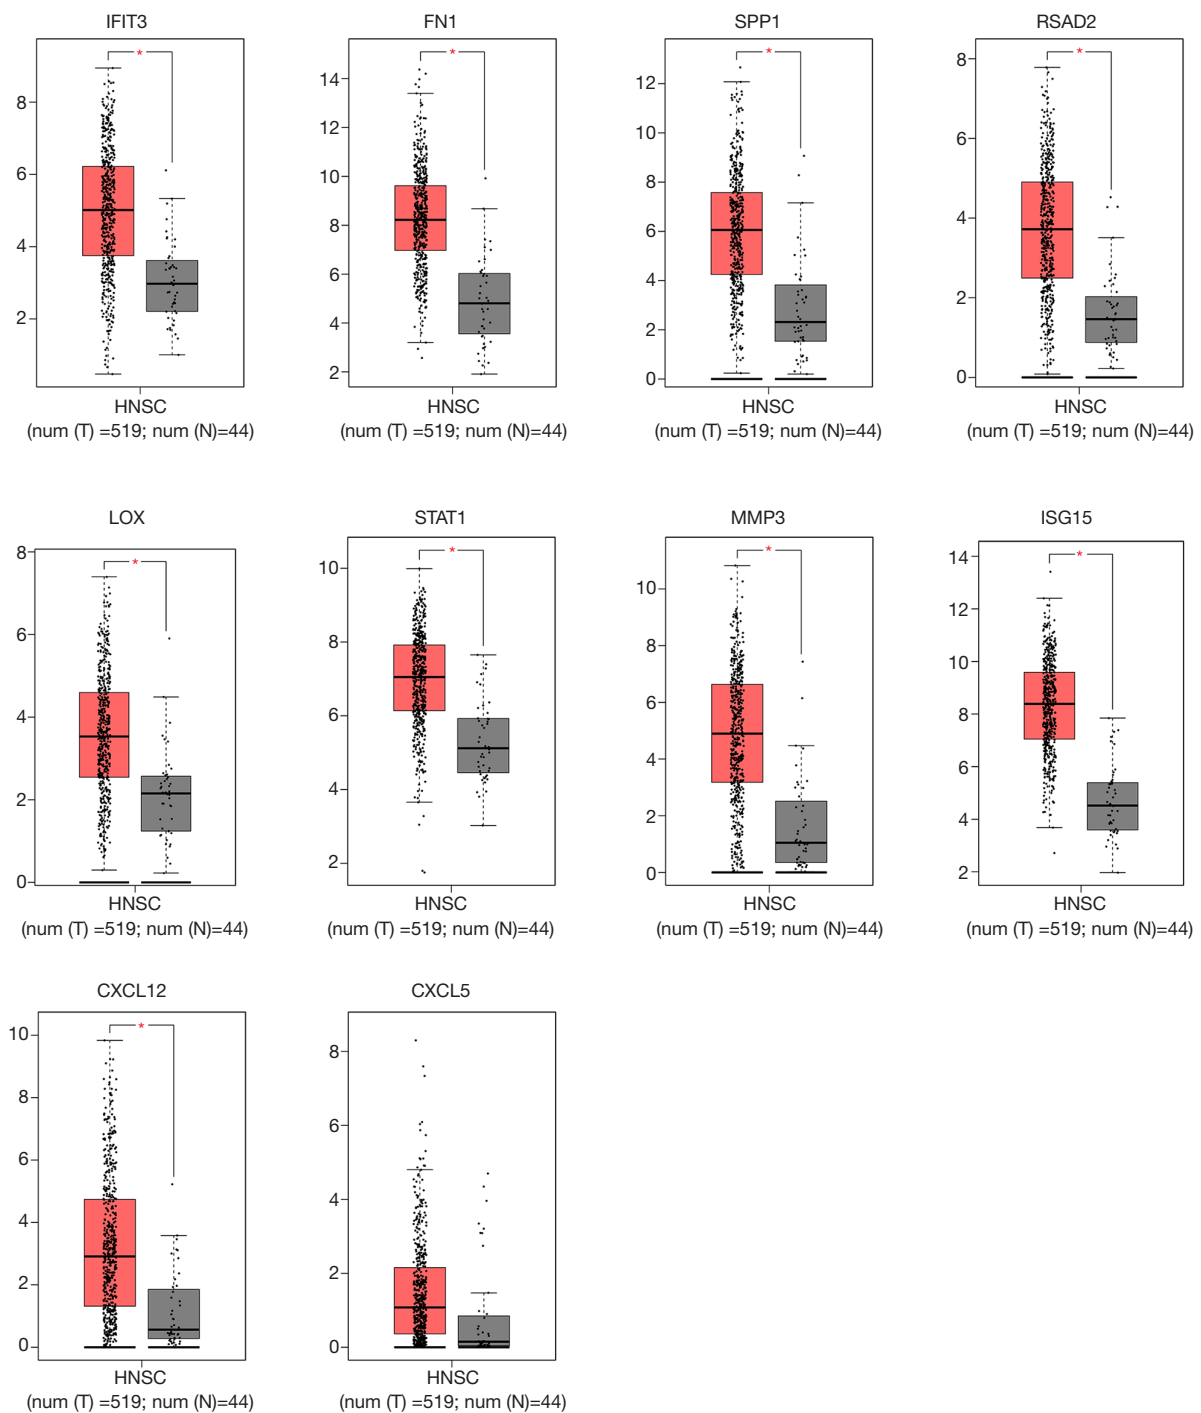 IFIT3
FN1
SPP1
RSAD2
*
*
*
*
8
6
4
2
14
12
10
8
6
4
2
12
10
8
6
4
2
0
8
6
4
2
0
HNSC
HNSC
HNSC
HNSC
(num (T) =519; num (N)=44)
(num (T) =519; num (N)=44)
(num (T) =519; num (N)=44)
(num (T) =519; num (N)=44)
LOX
STAT1
MMP3
ISG15
*
*
*
*
8
6
4
2
0
10
8
6
4
2
10
8
6
4
2
0
14
12
10
8
6
4
2
HNSC
HNSC
HNSC
HNSC
(num (T) =519; num (N)=44)
(num (T) =519; num (N)=44)
(num (T) =519; num (N)=44)
(num (T) =519; num (N)=44)
CXCL12
CXCL5
*
10
8
6
4
2
0
8
6
4
2
0
HNSC
HNSC
(num (T) =519; num (N)=44)
(num (T) =519; num (N)=44)